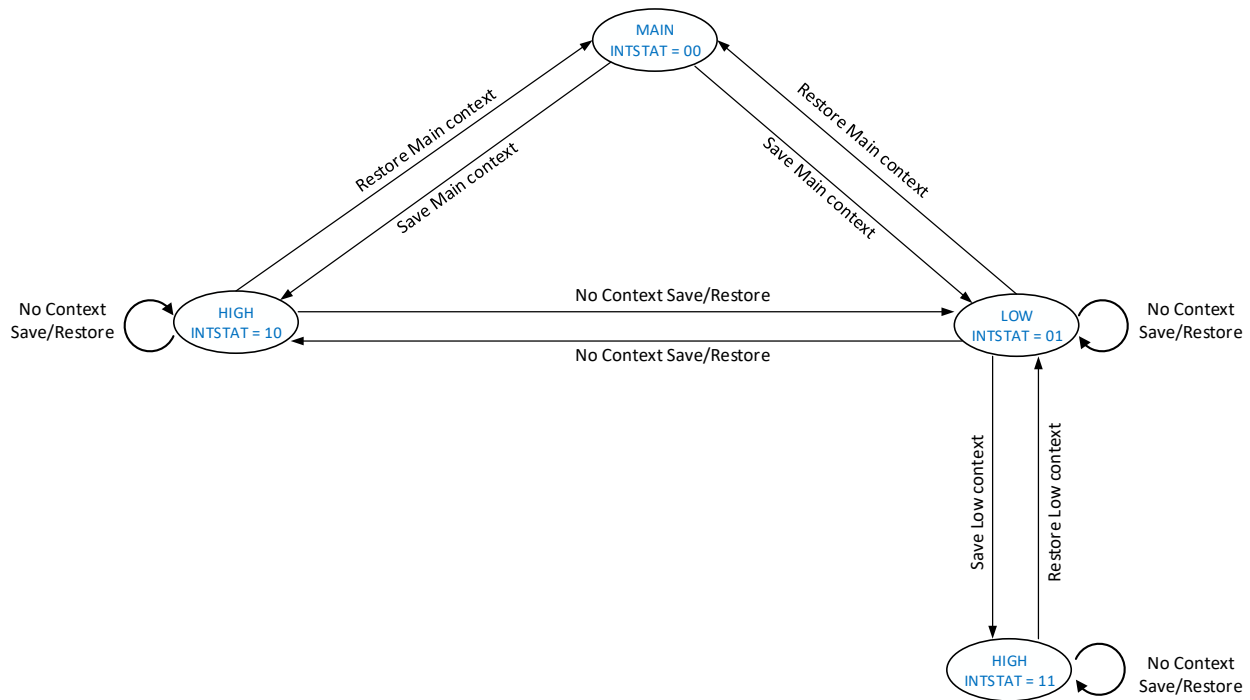 MAIN
INTSTAT = 00
Restore Main context
Save Main context
Save Main context
Restore Main context
No Context
Save/Restore
HIGH
INTSTAT = 10
No Context Save/Restore
No Context Save/Restore
LOW
INTSTAT = 01
No Context
Save/Restore
Save Low context
Restore Low context
HIGH
INTSTAT = 11
No Context
Save/Restore